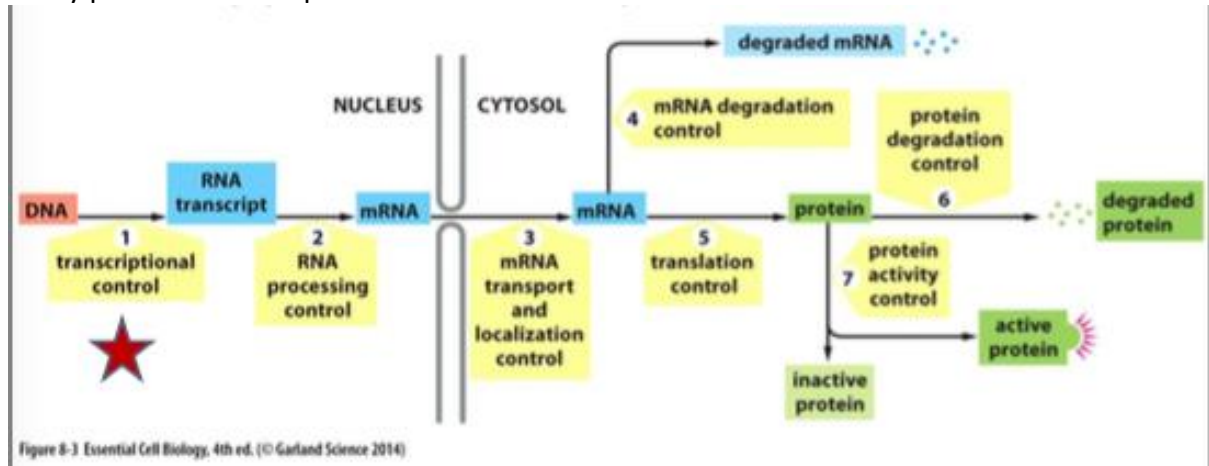 NUCLEUS
CYTOSOL
degraded mRNA
4 mRNA degradation
control
protein
degradation
control
6
DNA
RNA
transcript
mRNA
mRNA
protein
degraded
protein
1
transcriptional
control
2
RNA
processing
control
3
mRNA
transport
and
localization
control
5
translation
control
7
protein
activity
control
active
protein
inactive
protein
Figure 8-3 Essential Cell Biology, 4th ed. (© Garland Science 2014)